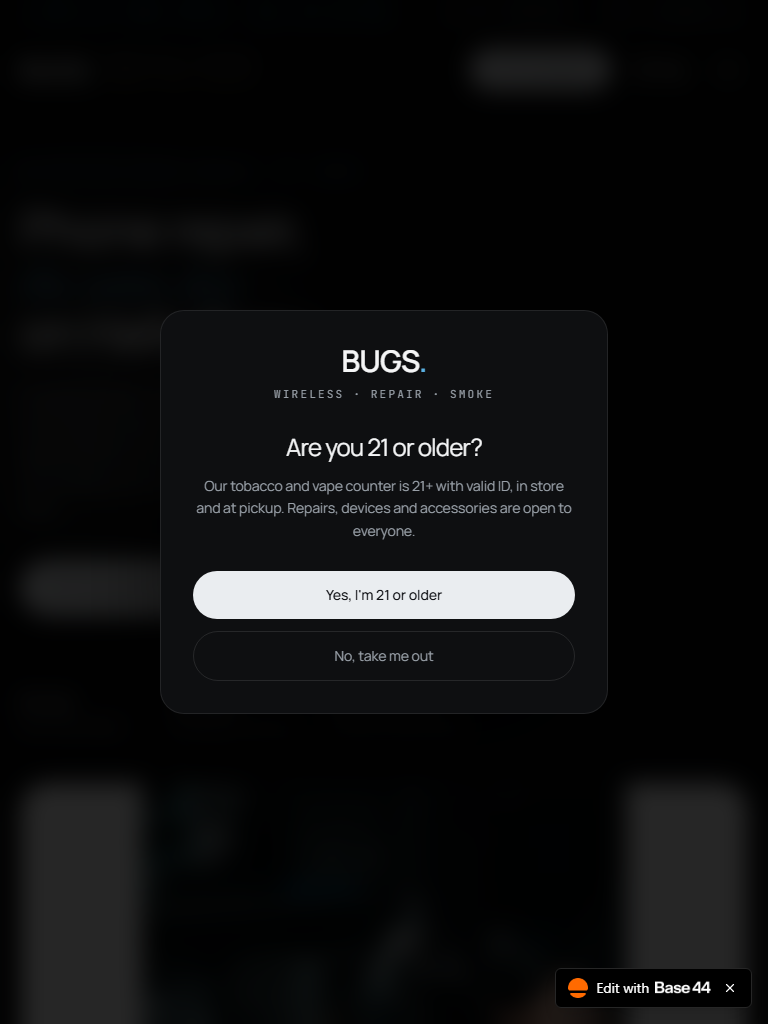 BUGS.
WIRELESS · REPAIR · SMOKE
Are you 21 or older?
Our tobacco and vape counter is 21+ with valid ID, in store
and at pickup. Repairs, devices and accessories are open to
everyone.
Yes, I'm 21 or older
No, take me out
Edit with Base44